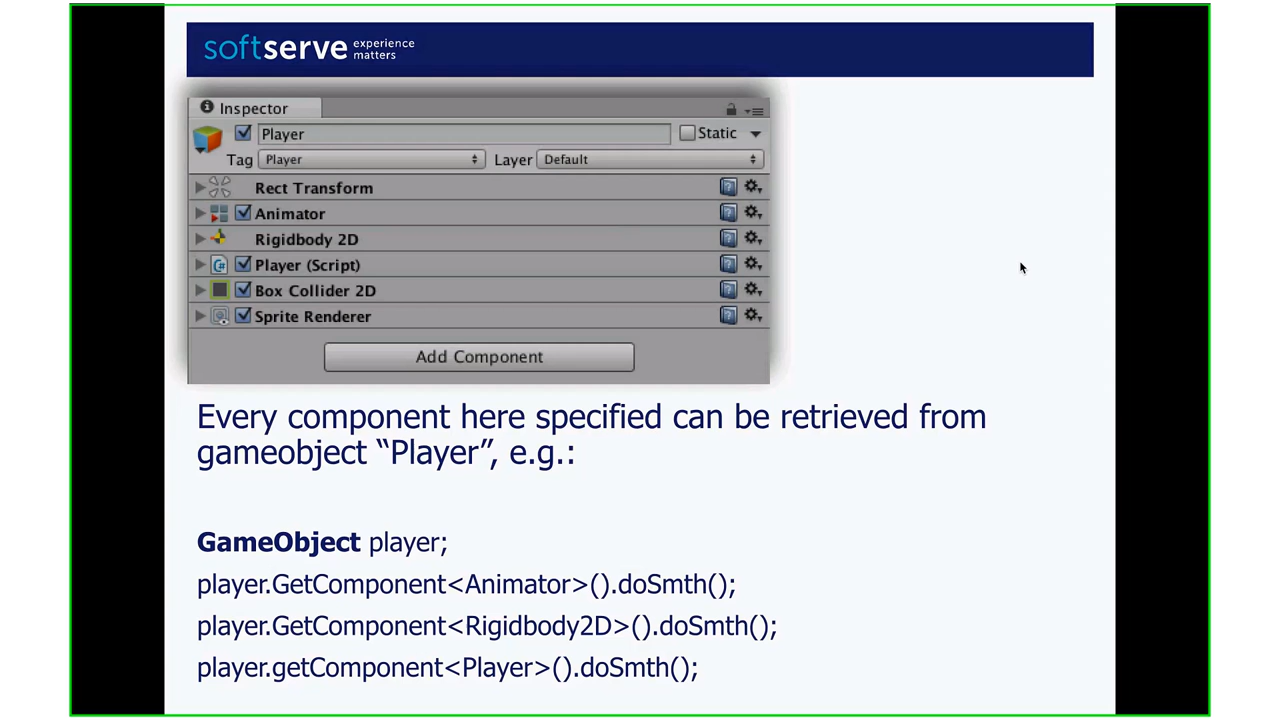 softserve experience matters
Inspector
Player
Static
Tag Player Layer Default
Rect Transform
Animator
Rigidbody 2D
Player (Script)
Box Collider 2D
Sprite Renderer
Add Component
Every component here specified can be retrieved from
gameobject “Player”, e.g.:
GameObject player;
player.GetComponent<Animator>().doSmth();
player.GetComponent<Rigidbody2D>().doSmth();
player.getComponent<Player>().doSmth();